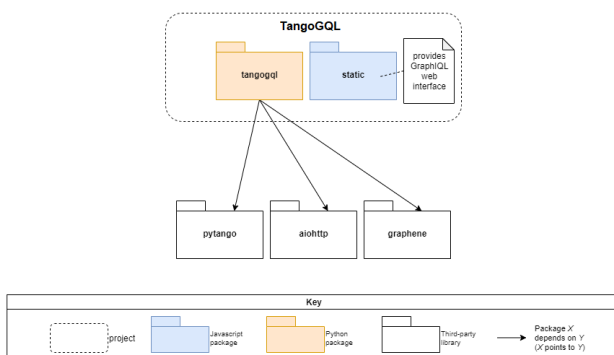 TangoGQL
tangogql
static
provides
GraphIQL
web
interface
pytango
aiohttp
graphene
Key
project
Javascript
package
Python
package
Third-party
library
Package X
depends on Y
(X points to Y)